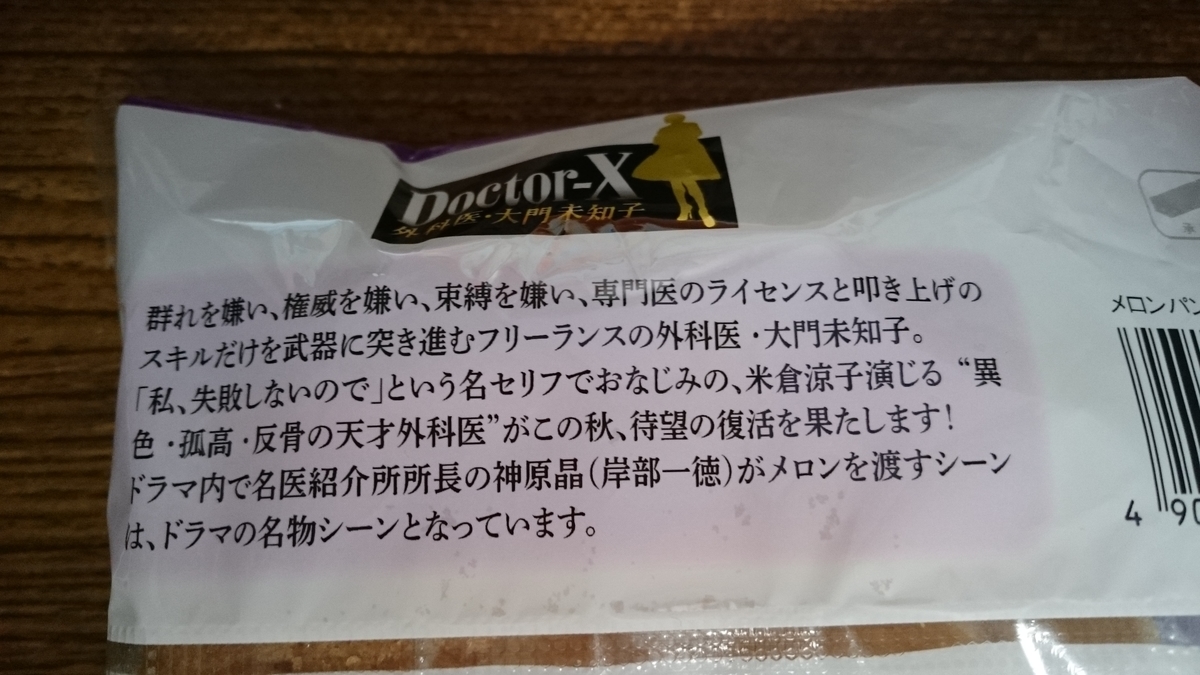 Doctor-X
外科医・大門未知子
群れを嫌い、権威を嫌い、束縛を嫌い、専門医のライセンスと叩き上げの
スキルだけを武器に突き進むフリーランスの外科医・大門未知子。
「私、失敗しないので」という名セリフでおなじみの、米倉涼子演じる“異
色・孤高・反骨の天才外科医”がこの秋、待望の復活を果たします!
ドラマ内で名医紹介所所長の神原晶(岸部一徳)がメロンを渡すシーン
は、ドラマの名物シーンとなっています。
メロンパン
4 90